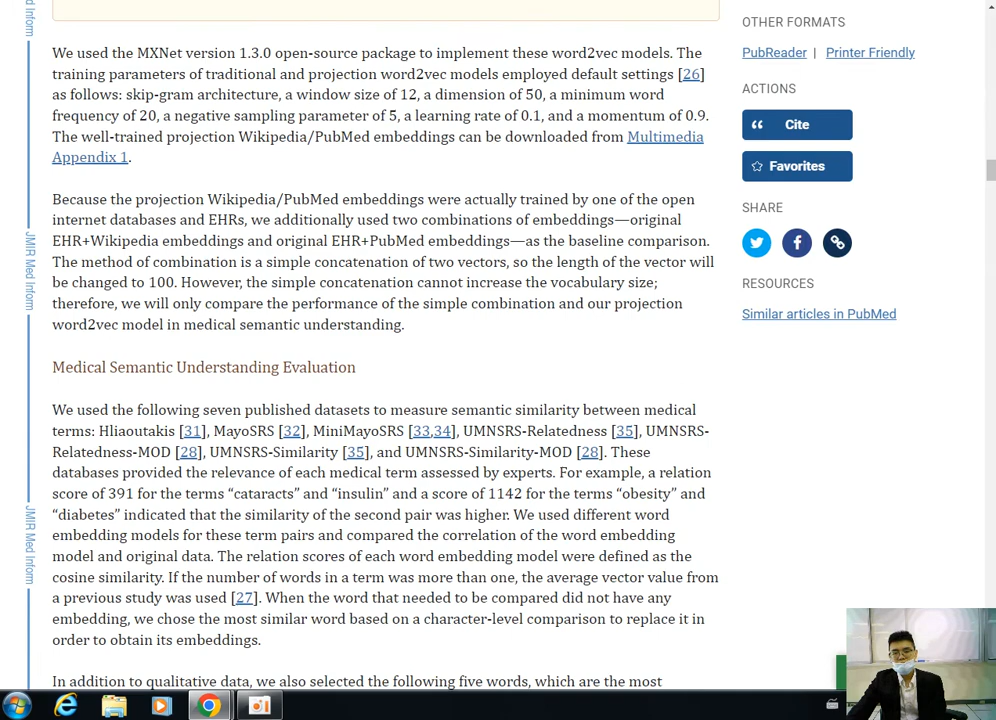 We used the MXNet version 1.3.0 open-source package to implement these word2vec models. The
training parameters of traditional and projection word2vec models employed default settings [26]
as follows: skip-gram architecture, a window size of 12, a dimension of 50, a minimum word
frequency of 20, a negative sampling parameter of 5, a learning rate of 0.1, and a momentum of 0.9.
The well-trained projection Wikipedia/PubMed embeddings can be downloaded from Multimedia
Appendix 1.
Because the projection Wikipedia/PubMed embeddings were actually trained by one of the open
internet databases and EHRs, we additionally used two combinations of embeddings—original
EHR+Wikipedia embeddings and original EHR+PubMed embeddings—as the baseline comparison.
The method of combination is a simple concatenation of two vectors, so the length of the vector will
be changed to 100. However, the simple concatenation cannot increase the vocabulary size;
therefore, we will only compare the performance of the simple combination and our projection
word2vec model in medical semantic understanding.
Medical Semantic Understanding Evaluation
We used the following seven published datasets to measure semantic similarity between medical
terms: Hliaoutakis [31], MayoSRS [32], MiniMayoSRS [33,34], UMNSRS-Relatedness [35], UMNSRS-
Relatedness-MOD [28], UMNSRS-Similarity [35], and UMNSRS-Similarity-MOD [28]. These
databases provided the relevance of each medical term assessed by experts. For example, a relation
score of 391 for the terms “cataracts” and “insulin” and a score of 1142 for the terms “obesity” and
“diabetes” indicated that the similarity of the second pair was higher. We used different word
embedding models for these term pairs and compared the correlation of the word embedding
model and original data. The relation scores of each word embedding model were defined as the
cosine similarity. If the number of words in a term was more than one, the average vector value from
a previous study was used [27]. When the word that needed to be compared did not have any
embedding, we chose the most similar word based on a character-level comparison to replace it in
order to obtain its embeddings.
In addition to qualitative data, we also selected the following five words, which are the most
OTHER FORMATS
PubReader | Printer Friendly
ACTIONS
Cite
Favorites
SHARE
RESOURCES
Similar articles in PubMed
d Inform
JMIR Med Inform
JMIR Med Inform